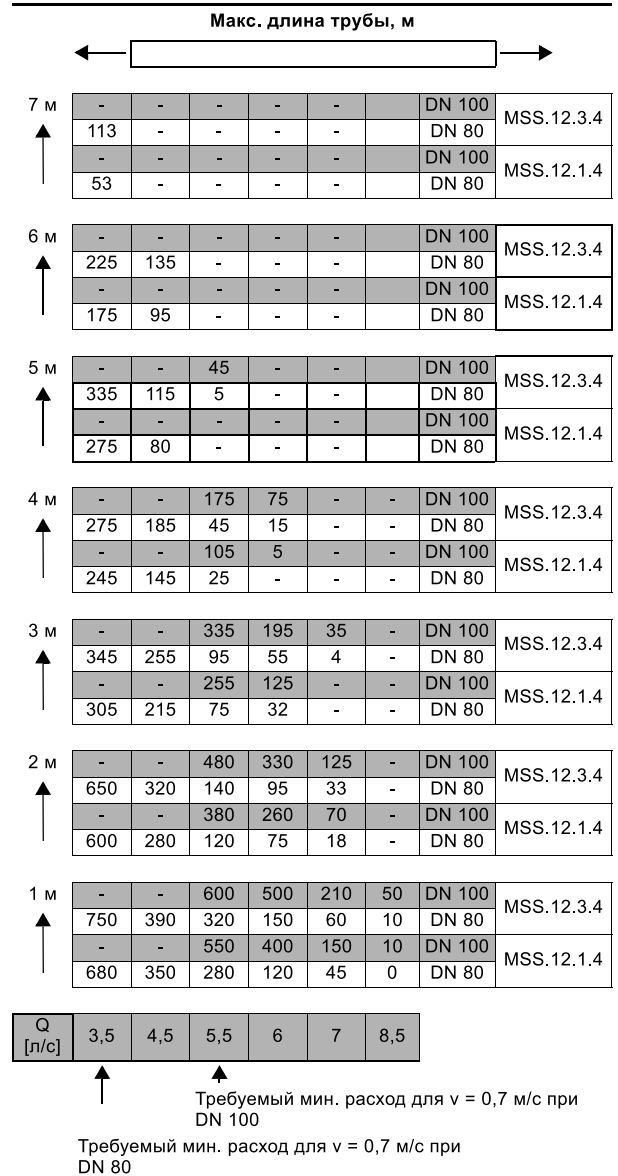 Макс. длина трубы, м
7 м
- - - - - DN 100 MSS.12.3.4
113 - - - - DN 80
- - - - - DN 100 MSS.12.1.4
53 - - - - DN 80
6 м
- - - - - DN 100 MSS.12.3.4
225 135 - - - DN 80
- - - - - DN 100 MSS.12.1.4
175 95 - - - DN 80
5 м
- - 45 DN 100 MSS.12.3.4
335 115 5 - - DN 80
- - - - - DN 100 MSS.12.1.4
275 80 - - - DN 80
4 м
- - 175 75 - - DN 100 MSS.12.3.4
275 185 45 15 - - DN 80
- - 105 5 - - DN 100 MSS.12.1.4
245 145 25 - - - DN 80
3 м
- - 335 195 35 - DN 100 MSS.12.3.4
345 255 95 55 4 - DN 80
- - 255 125 - - DN 100 MSS.12.1.4
305 215 75 32 - - DN 80
2 м
- - 480 330 125 - DN 100 MSS.12.3.4
650 320 140 95 33 - DN 80
- - 380 260 70 - DN 100 MSS.12.1.4
600 280 120 75 18 - DN 80
1 м
- - 600 500 210 50 DN 100 MSS.12.3.4
750 390 320 150 60 10 DN 80
- - 550 400 150 10 DN 100 MSS.12.1.4
680 350 280 120 45 0 DN 80
Q
[л/с] 3,5 4,5 5,5 6 7 8,5
Требуемый мин. расход для v = 0,7 м/с при
DN 100
Требуемый мин. расход для v = 0,7 м/с при
DN 80